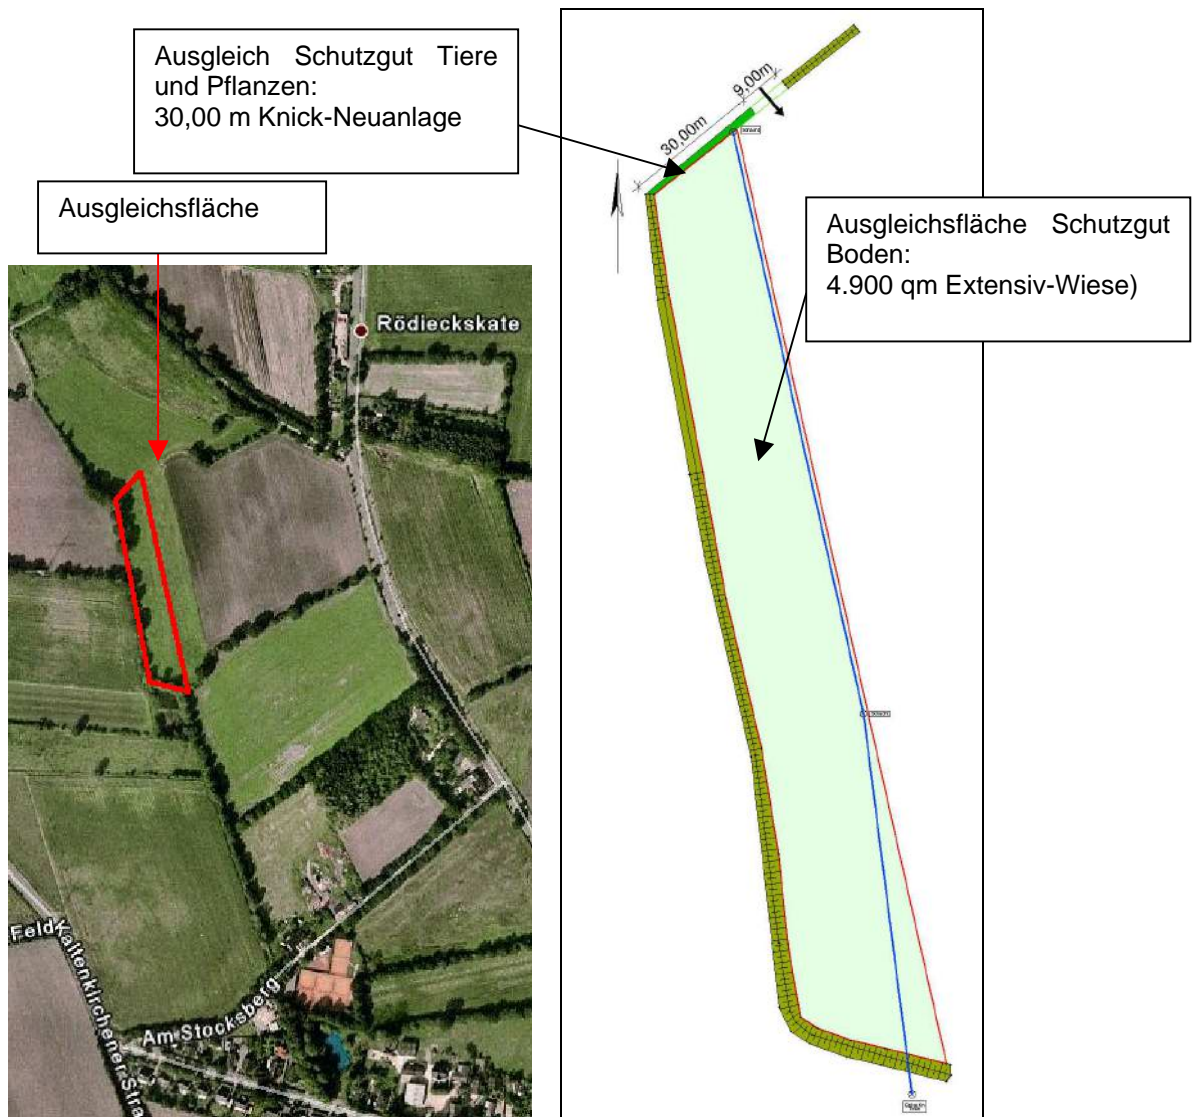 Ausgleich Schutzgut Tiere
und Pflanzen:
30,00 m Knick-Neuanlage
Ausgleichsfläche
9,00m
30,00m
Ausgleichsfläche Schutzgut
Boden:
4.900 qm Extensiv-Wiese)
Rödieckskate
Feld
Kaltenkirchener Stra
Am Stocksberg